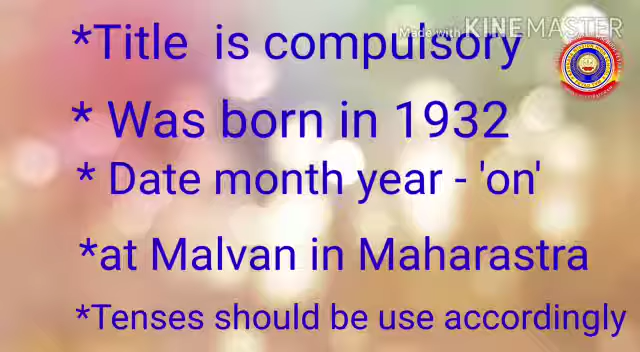 Made with KINEMASTER
*Title is compulsory
* Was born in 1932
* Date month year - 'on'
*at Malvan in Maharastra
*Tenses should be use accordingly